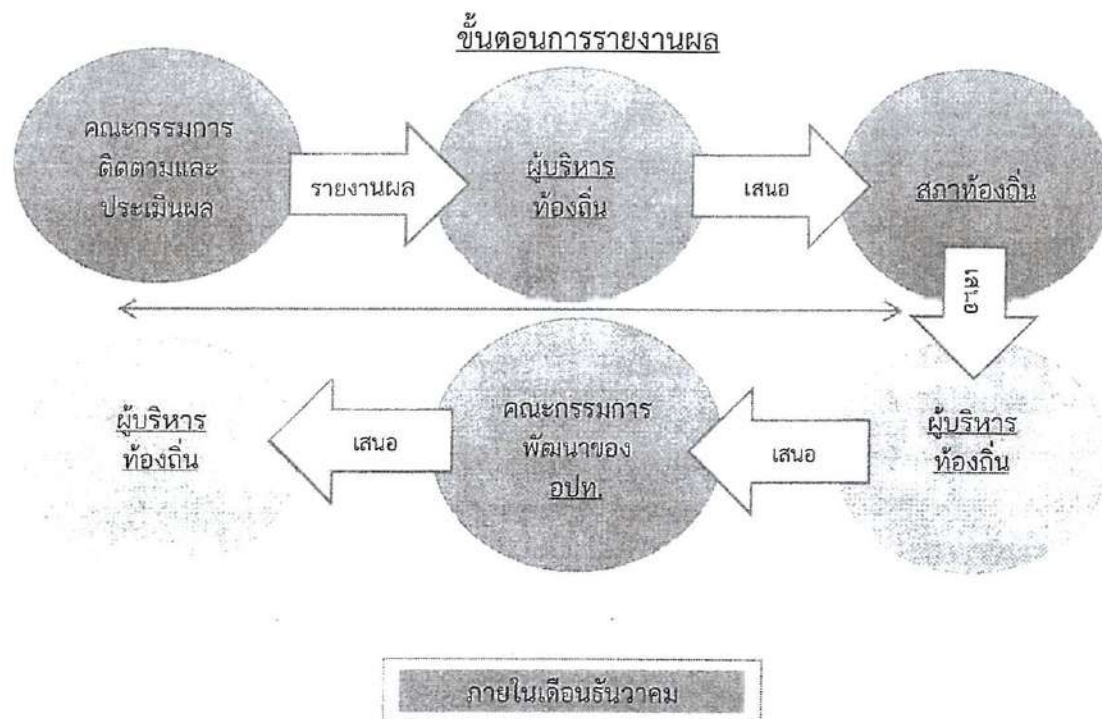 ขั้นตอนการรายงานผล
คณะกรรมการ
ติดตามและ
ประเมินผล
รายงานผล
ผู้บริหาร
ท้องถิ่น
เสนอ
สภาท้องถิ่น
เสนอ
ผู้บริหาร
ท้องถิ่น
เสนอ
คณะกรรมการ
พัฒนาของ
อปท.
เสนอ
ผู้บริหาร
ท้องถิ่น
ภายในเดือนธันวาคม